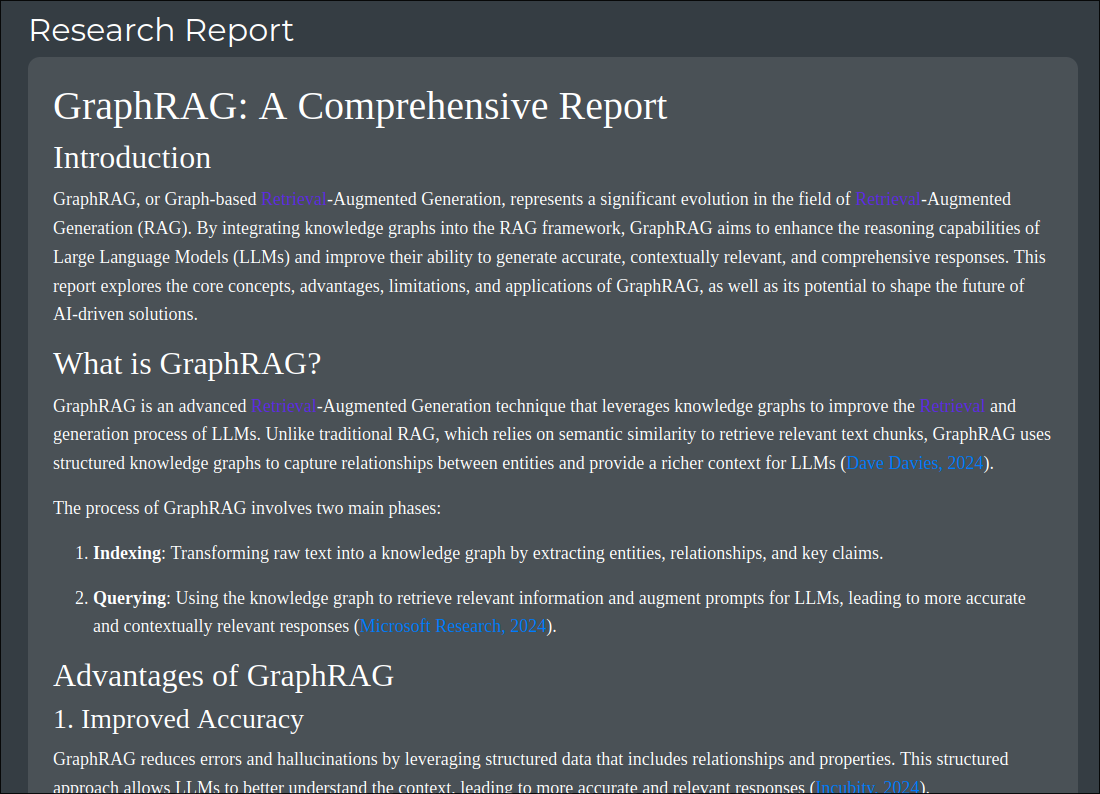 Research Report
GraphRAG: A Comprehensive Report
Introduction
GraphRAG, or Graph-based Retrieval-Augmented Generation, represents a significant evolution in the field of Retrieval-Augmented
Generation (RAG). By integrating knowledge graphs into the RAG framework, GraphRAG aims to enhance the reasoning capabilities of
Large Language Models (LLMs) and improve their ability to generate accurate, contextually relevant, and comprehensive responses. This
report explores the core concepts, advantages, limitations, and applications of GraphRAG, as well as its potential to shape the future of
AI-driven solutions.
What is GraphRAG?
GraphRAG is an advanced Retrieval-Augmented Generation technique that leverages knowledge graphs to improve the Retrieval and
generation process of LLMs. Unlike traditional RAG, which relies on semantic similarity to retrieve relevant text chunks, GraphRAG uses
structured knowledge graphs to capture relationships between entities and provide a richer context for LLMs (Dave Davies, 2024).
The process of GraphRAG involves two main phases:
1. Indexing: Transforming raw text into a knowledge graph by extracting entities, relationships, and key claims.
2. Querying: Using the knowledge graph to retrieve relevant information and augment prompts for LLMs, leading to more accurate
and contextually relevant responses (Microsoft Research, 2024).
Advantages of GraphRAG
1. Improved Accuracy
GraphRAG reduces errors and hallucinations by leveraging structured data that includes relationships and properties. This structured
approach allows LLMs to better understand the context, leading to more accurate and relevant responses (Incubity, 2024).